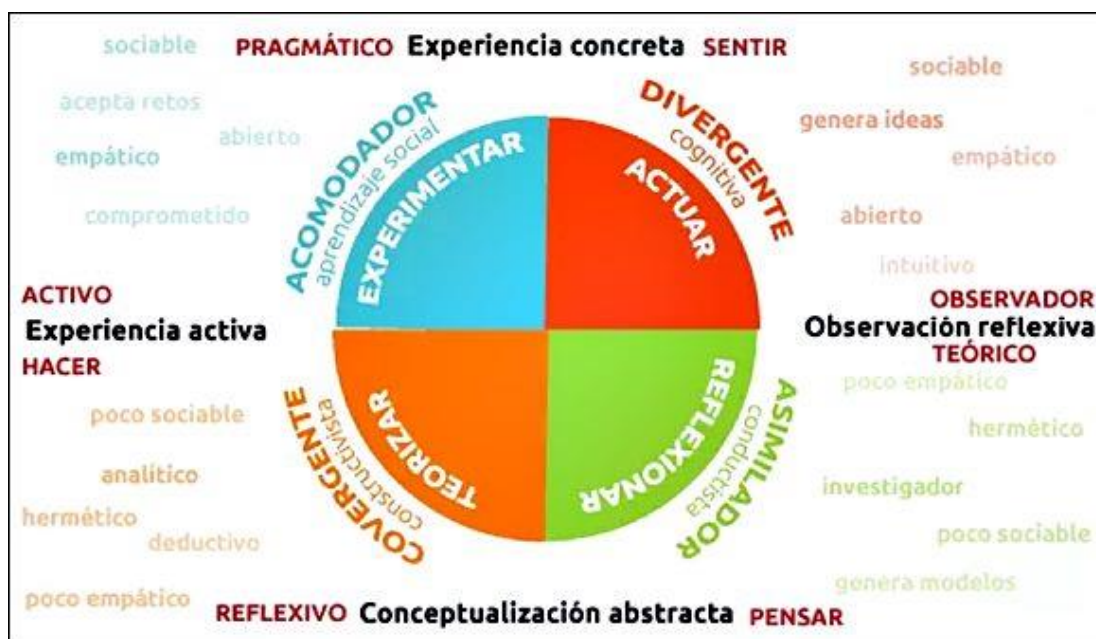 sociable
PRAGMÁTICO Experiencia concreta SENTIR
sociable
acepta retos
abierto
empático
comprometido
genera ideas
empático
abierto
intuitivo
ACOMODADOR
aprendizaje social
EXPERIMENTAR
DIVERGENTE
cognitiva
ACTUAR
ACTIVO
Experiencia activa
HACER
OBSERVADOR
Observación reflexiva
TEÓRICO
COVERGENTE
constructivista
TEORIZAR
REFLEXIONAR
ASIMILADOR
conductista
poco sociable
analítico
hermético
deductivo
poco empático
poco empático
hermético
investigador
poco sociable
genera modelos
REFLEXIVO Conceptualización abstracta PENSAR